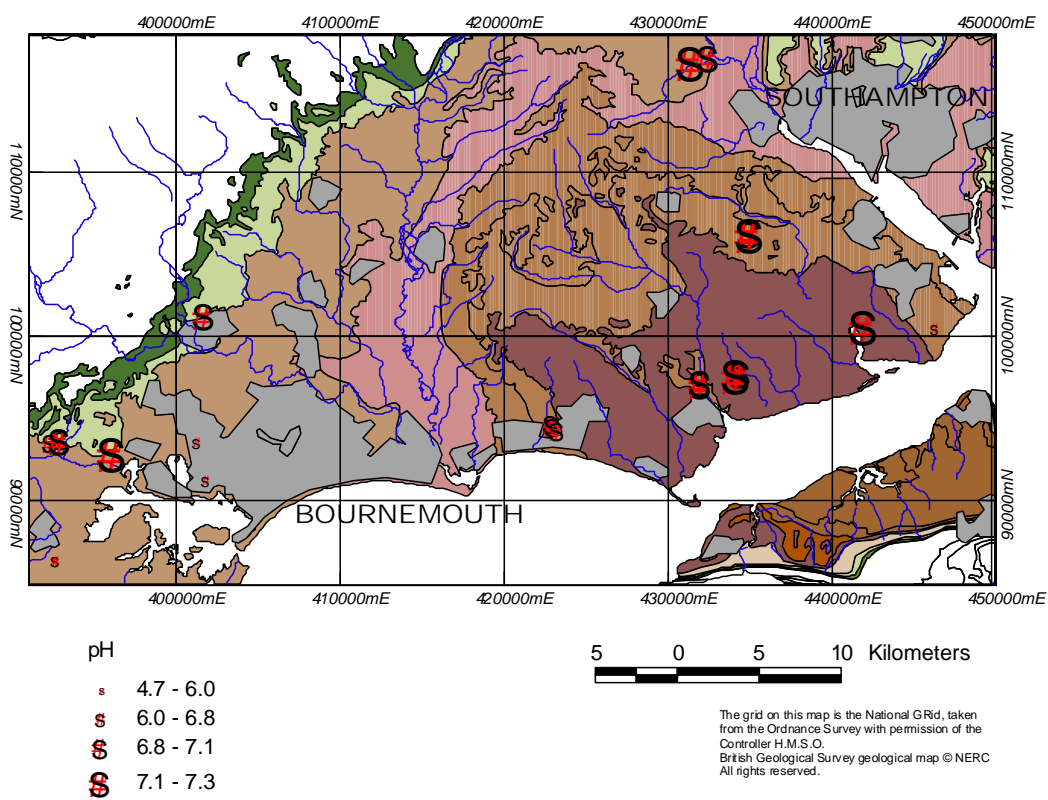 400000mE 410000mE 420000mE 430000mE 440000mE 450000mE
SOUTHAMPTON
110000mN 110000mN
100000mN 100000mN
90000mN 90000mN
BOURNEMOUTH
400000mE 410000mE 420000mE 430000mE 440000mE 450000mE
pH
s 4.7 - 6.0
S 6.0 - 6.8
S 6.8 - 7.1
S 7.1 - 7.3
5 0 5 10 Kilometers
The grid on this map is the National GRid, taken
from the Ordnance Survey with permission of the
Controller H.M.S.O.
British Geological Survey geological map © NERC
All rights reserved.